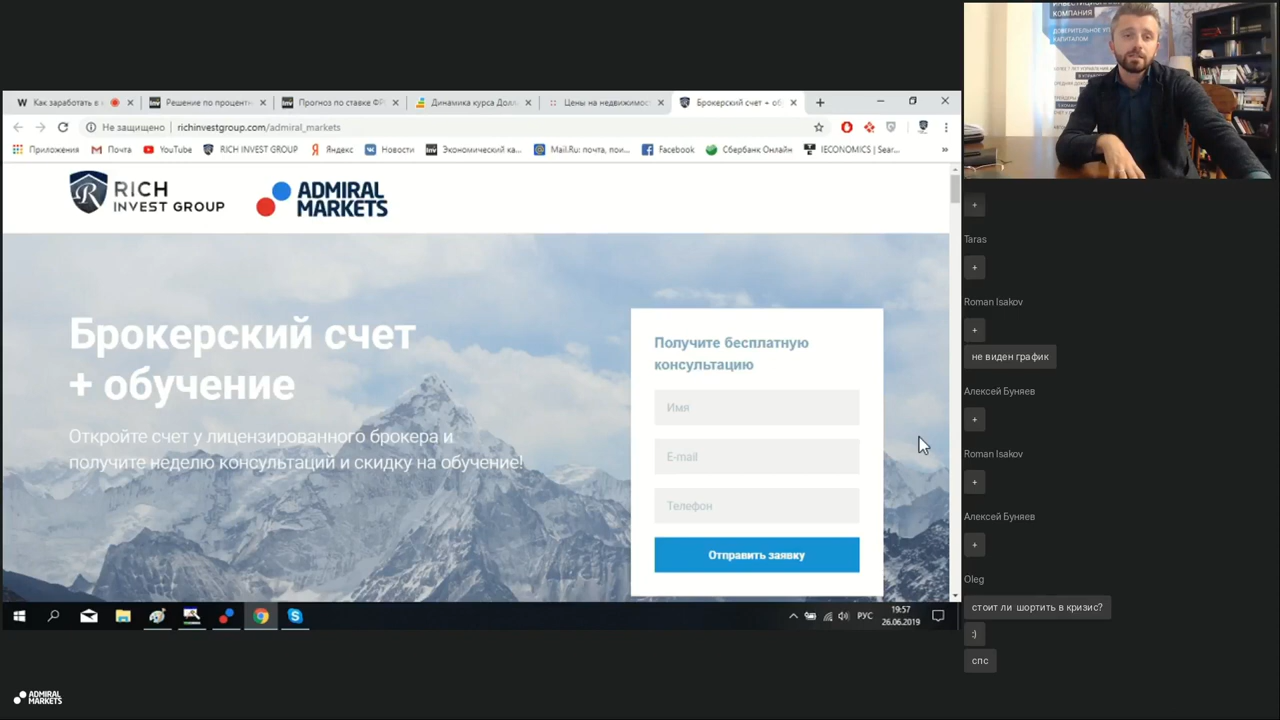 Как заработать в к
Решение по процентн
Прогноз по ставке ФР
Динамика курса Долл
Цены на недвижимос
Брокерский счет + об
Не защищено
richinvestgroup.com/admiral_markets
Приложения
Почта
YouTube
RICH INVEST GROUP
Яндекс
Новости
Экономический ка...
Mail.Ru: почта, пои...
Facebook
Сбербанк Онлайн
IECONOMICS | Sear...
RICH
INVEST GROUP
ADMIRAL
MARKETS
Брокерский счет
+ обучение
Откройте счет у лицензированного брокера и
получите неделю консультаций и скидку на обучение!
Получите бесплатную
консультацию
Имя
E-mail
Телефон
Отправить заявку
РУС
19:57
26.06.2019
ADMIRAL
MARKETS
КОМПАНИЯ
КАПИТАЛОМ
+
Taras
+
Roman Isakov
+
не виден график
Алексей Буняев
+
Roman Isakov
+
Алексей Буняев
+
Oleg
стоит ли шортить в кризис?
:)
спс